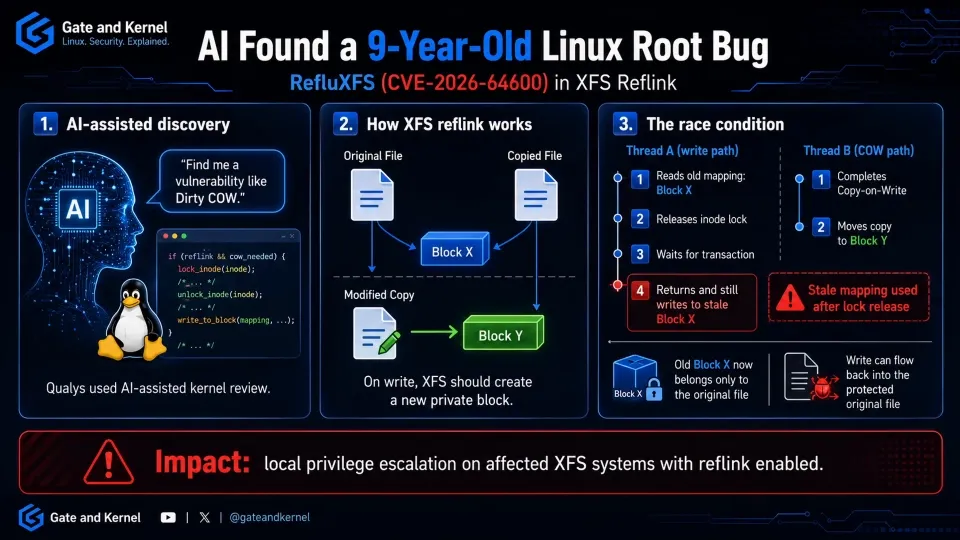 Gate and Kernel
Linux. Security. Explained.
AI Found a 9-Year-Old Linux Root Bug
RefluXFS (CVE-2026-64600) in XFS Reflink
1. AI-assisted discovery
AI
"Find me a
vulnerability like
Dirty COW."
if (reflink && cow_needed) {
lock_inode(inode);
/* ... */
unlock_inode(inode);
/* ... */
write_to_block(mapping, ...);
}
/* ... */
Qualys used AI-assisted kernel review.
2. How XFS reflink works
Original File
Copied File
Block X
Modified Copy
Block Y
On write, XFS should create
a new private block.
3. The race condition
Thread A (write path)
1 Reads old mapping:
Block X
2 Releases inode lock
3 Waits for transaction
4 Returns and still
writes to stale
Block X
Thread B (COW path)
1 Completes
Copy-on-Write
2 Moves copy
to Block Y
Stale mapping used
after lock release
Block X
Old Block X now
belongs only to
the original file
Write can flow
back into the
protected
original file
Impact: local privilege escalation on affected XFS systems with reflink enabled.
Gate and Kernel | X | @gateandkernel